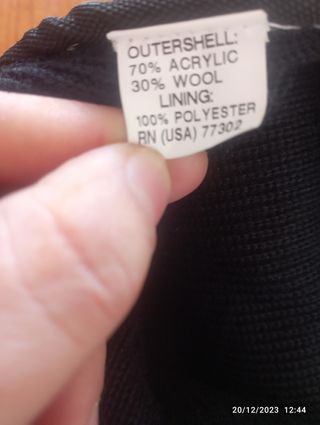 OUTERSHELL:
70% ACRYLIC
30% WOOL
LINING:
100% POLYESTER
RN (USA) 77302
20/12/2023 12:44